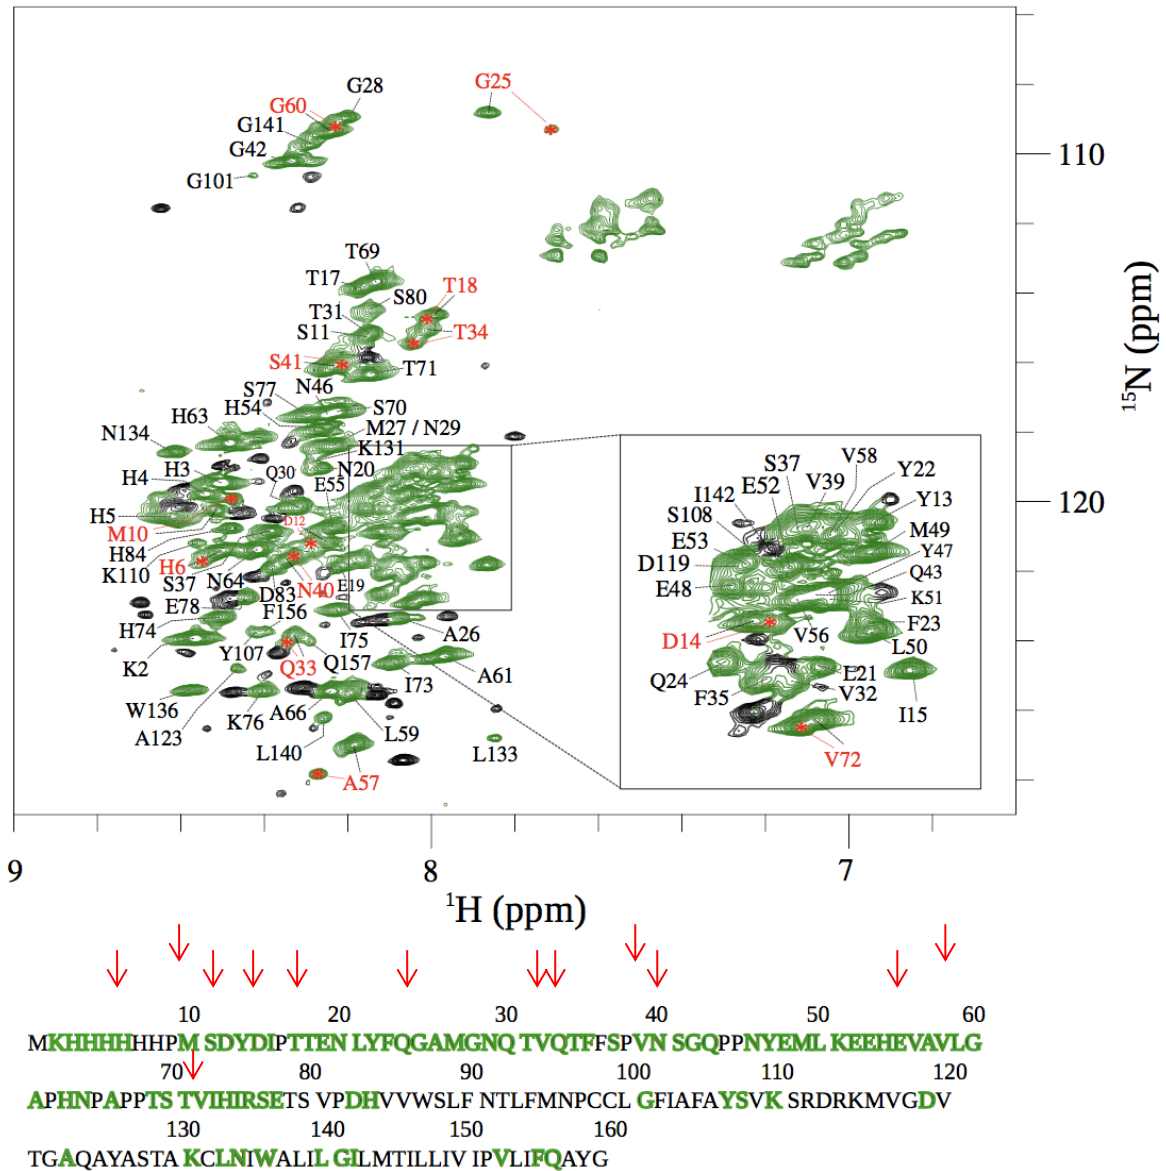 G28
G25
G60
G141
G42
G101
110
T69
T17
S80
T18
T31
S11
T34
S41
T71
N46
S77
H54
S70
H63
M27 / N29
N134
K131
H3
Q30
N20
H4
E55
H5
D12
M10
H84
H6
K110
S37
N64
N40
E19
E78
D83
F156
H74
I75
A26
Y107
K2
Q33
Q157
A61
I73
W136
K76
A66
A123
L59
L140
L133
A57
120
V58
S37
V39
Y22
E52
I142
Y13
S108
M49
E53
Y47
D119
Q43
E48
K51
F23
D14
V56
L50
Q24
E21
F35
V32
I15
V72
15N (ppm)
9 8 7
1H (ppm)
10 20 30 40 50 60
MKHHHHHHPM SDYDIPTTEN LYFQGAMGNQ TVQTFFSPVN SGQPPNYEML KEEHEVAVLG
70 80 90 100 110 120
APHNPAPPTS TVIHIRSETS VPDHVVWSLF NTLFMNPCCL GFIAFAYSVK SRDRKMVGDV
130 140 150 160
TGAQAYASTA KCLNIWALIL GILMTILLIV IPVLIFQAYG